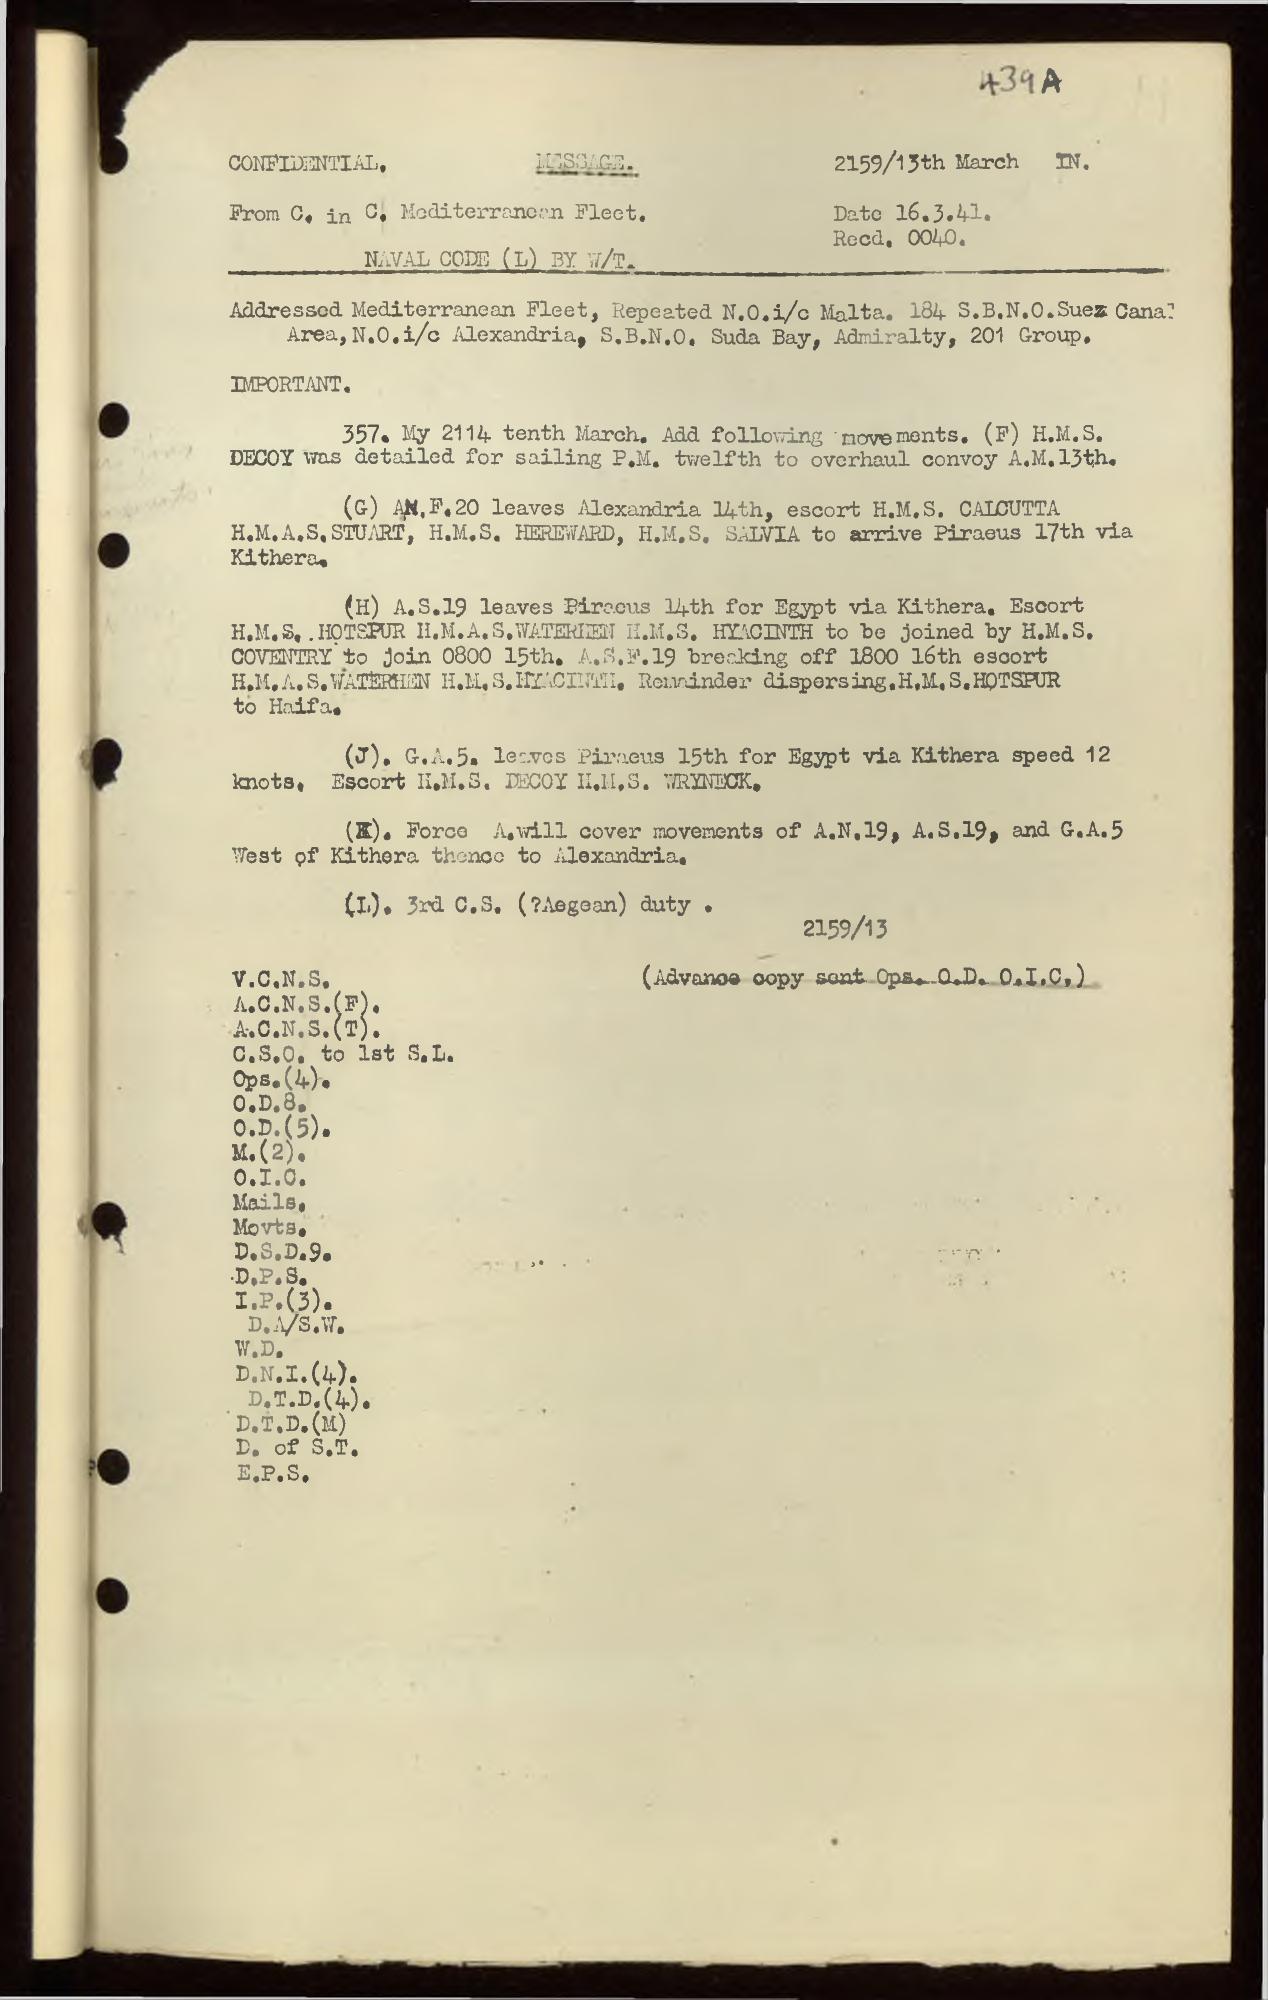 439A
CONFIDENTIAL. MESSAGE. 2159/13th March IN.
From C. in C. Mediterranean Fleet. Date 16.3.41.
Recd. 0040.
NAVAL CODE (L) BY W/T.
Addressed Mediterranean Fleet, Repeated N.O.i/c Malta. 184 S.B.N.O.Suez Canal
Area,N.O.i/c Alexandria, S.B.N.O. Suda Bay, Admiralty, 201 Group.
IMPORTANT.
357. My 2114 tenth March. Add following movements. (F) H.M.S.
DECOY was detailed for sailing P.M. twelfth to overhaul convoy A.M.13th.
(G) AN.F.20 leaves Alexandria 14th, escort H.M.S. CALCUTTA
H.M.A.S.STUART, H.M.S. HEREWARD, H.M.S. SALVIA to arrive Piraeus 17th via
Kithera.
(H) A.S.19 leaves Piraeus 14th for Egypt via Kithera. Escort
H.M.S. HOTSPUR H.M.A.S.WATERHEN H.M.S. HYACINTH to be joined by H.M.S.
COVENTRY to join 0800 15th. A.S.F.19 breaking off 1800 16th escort
H.M.A.S.WATERHEN H.M.S.HYACINTH. Remainder dispersing.H.M.S.HOTSPUR
to Haifa.
(J). G.A.5. leaves Piraeus 15th for Egypt via Kithera speed 12
knots. Escort H.M.S. DECOY H.M.S. WRYNECK.
(K). Force A.will cover movements of A.N.19, A.S.19, and G.A.5
West of Kithera thence to Alexandria.
(L). 3rd C.S. (?Aegean) duty .
2159/13
V.C.N.S. (Advance copy sent Ops. O.D. O.I.C.)
A.C.N.S.(F).
A.C.N.S.(T).
C.S.O. to 1st S.L.
Ops.(4).
O.D.8.
O.D.(5).
M.(2).
O.I.C.
Mails.
Movts.
D.S.D.9.
D.P.S.
I.P.(3).
D.A/S.W.
W.D.
D.N.I.(4).
D.T.D.(4).
D.T.D.(M)
D. of S.T.
E.P.S.